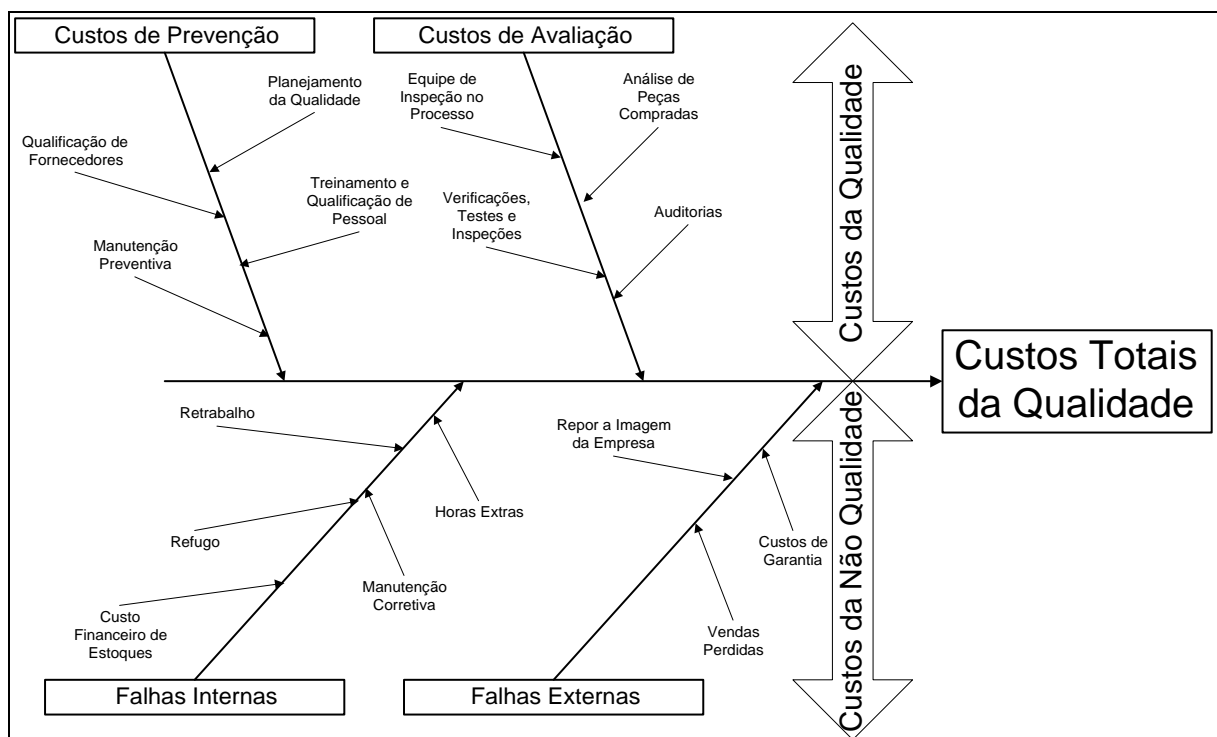 Custos de Prevenção
Custos de Avaliação
Planejamento
da Qualidade
Qualificação de
Fornecedores
Treinamento e
Qualificação de
Pessoal
Manutenção
Preventiva
Equipe de
Inspeção no
Processo
Análise de
Peças
Compradas
Verificações,
Testes e
Inspeções
Auditorias
Custos da Qualidade
Custos Totais
da Qualidade
Retrabalho
Horas Extras
Refugo
Manutenção
Corretiva
Custo
Financeiro de
Estoques
Repor a Imagem
da Empresa
Custos de
Garantia
Vendas
Perdidas
Custos da Não Qualidade
Falhas Internas
Falhas Externas